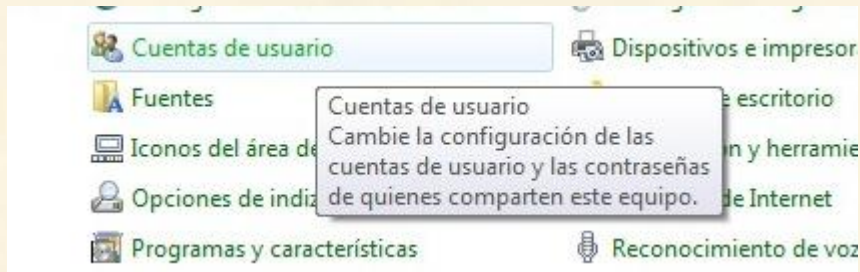 Cuentas de usuario
Dispositivos e impresor
Fuentes
Cuentas de usuario
Cambie la configuración de las
cuentas de usuario y las contraseñas
de quienes comparten este equipo.
e escritorio
Iconos del área de
n y herramie
Opciones de indiz
de Internet
Programas y características
Reconocimiento de voz